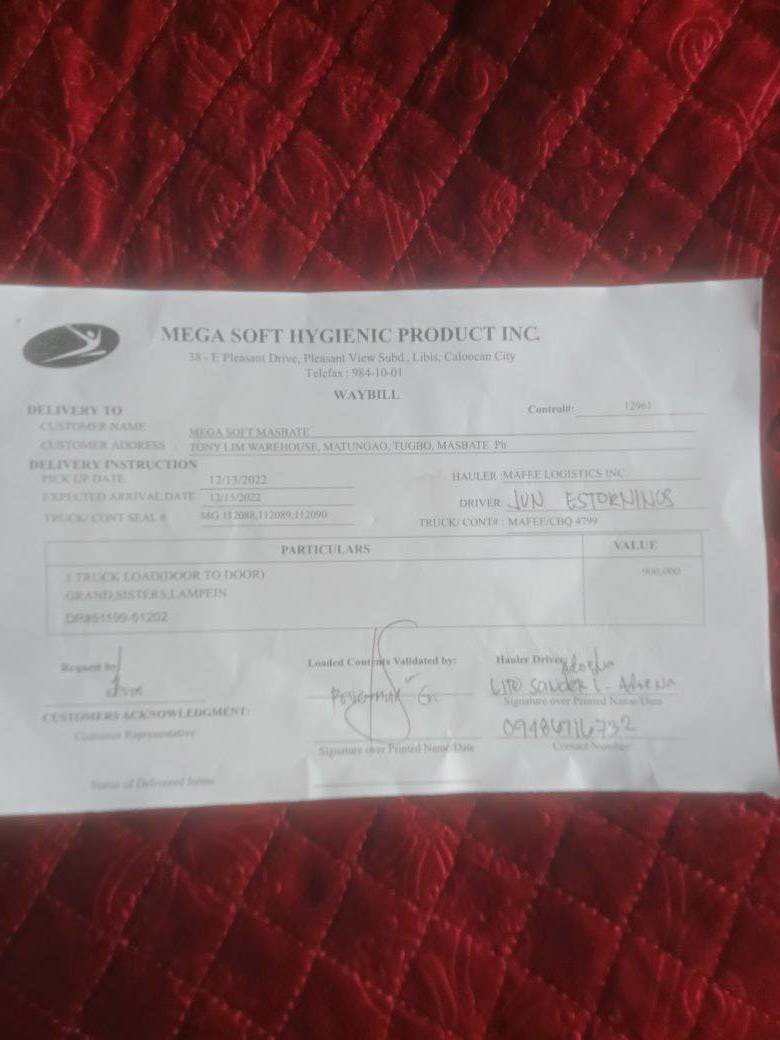 MEGA SOFT HYGIENIC PRODUCT INC.
38 - E Pleasant Drive, Pleasant View Subd., Libis, Caloocan City
Telefax : 984-10-01
WAYBILL
DELIVERY TO
Control#: 12961
CUSTOMER NAME MEGA SOFT MASBATE
CUSTOMER ADDRESS : TONY LIM WAREHOUSE, MATUNGAO, TUGBO, MASBATE Ph
DELIVERY INSTRUCTION
PICK UP DATE 12/13/2022 HAULER :MAFEE LOGISTICS INC
EXPECTED ARRIVAL DATE 12/15/2022 DRIVER: JUN ESTORNINOS
TRUCK/ CONT SEAL # MG 112088,112089,112090 TRUCK/ CONT# : MAFEE/CBQ 4799
PARTICULARS VALUE
1 TRUCK LOAD(DOOR TO DOOR) 900,000
GRAND,SISTERS,LAMPEIN
DR#51199-51202
Request by Loaded Contents Validated by: Hauler Driver:
LITO
Signature over Printed Name/Date
CUSTOMERS ACKNOWLEDGMENT:
09486716732
Customer Representative
Signature over Printed Name/Date Contact Number
Status of Delivered Items